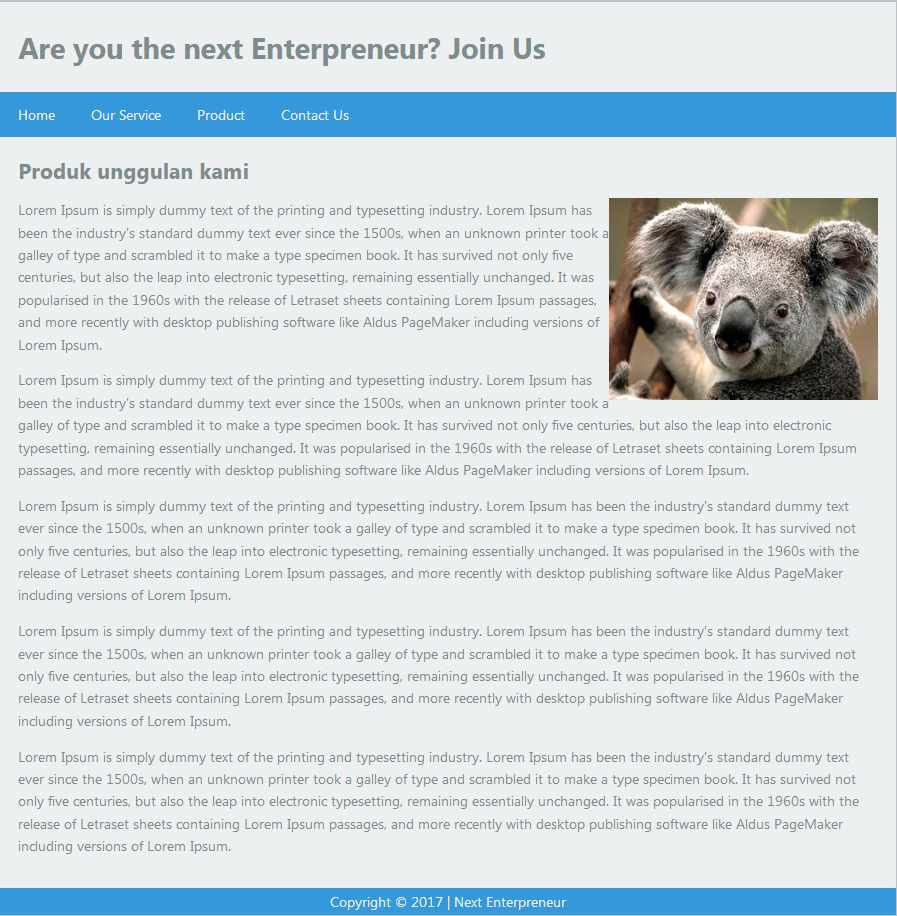 Are you the next Enterpreneur? Join Us
Home Our Service Product Contact Us
Produk unggulan kami
Lorem Ipsum is simply dummy text of the printing and typesetting industry. Lorem Ipsum has
been the industry's standard dummy text ever since the 1500s, when an unknown printer took a
galley of type and scrambled it to make a type specimen book. It has survived not only five
centuries, but also the leap into electronic typesetting, remaining essentially unchanged. It was
popularised in the 1960s with the release of Letraset sheets containing Lorem Ipsum passages,
and more recently with desktop publishing software like Aldus PageMaker including versions of
Lorem Ipsum.
Lorem Ipsum is simply dummy text of the printing and typesetting industry. Lorem Ipsum has
been the industry's standard dummy text ever since the 1500s, when an unknown printer took a
galley of type and scrambled it to make a type specimen book. It has survived not only five centuries, but also the leap into electronic
typesetting, remaining essentially unchanged. It was popularised in the 1960s with the release of Letraset sheets containing Lorem Ipsum
passages, and more recently with desktop publishing software like Aldus PageMaker including versions of Lorem Ipsum.
Lorem Ipsum is simply dummy text of the printing and typesetting industry. Lorem Ipsum has been the industry's standard dummy text
ever since the 1500s, when an unknown printer took a galley of type and scrambled it to make a type specimen book. It has survived not
only five centuries, but also the leap into electronic typesetting, remaining essentially unchanged. It was popularised in the 1960s with the
release of Letraset sheets containing Lorem Ipsum passages, and more recently with desktop publishing software like Aldus PageMaker
including versions of Lorem Ipsum.
Lorem Ipsum is simply dummy text of the printing and typesetting industry. Lorem Ipsum has been the industry's standard dummy text
ever since the 1500s, when an unknown printer took a galley of type and scrambled it to make a type specimen book. It has survived not
only five centuries, but also the leap into electronic typesetting, remaining essentially unchanged. It was popularised in the 1960s with the
release of Letraset sheets containing Lorem Ipsum passages, and more recently with desktop publishing software like Aldus PageMaker
including versions of Lorem Ipsum.
Lorem Ipsum is simply dummy text of the printing and typesetting industry. Lorem Ipsum has been the industry's standard dummy text
ever since the 1500s, when an unknown printer took a galley of type and scrambled it to make a type specimen book. It has survived not
only five centuries, but also the leap into electronic typesetting, remaining essentially unchanged. It was popularised in the 1960s with the
release of Letraset sheets containing Lorem Ipsum passages, and more recently with desktop publishing software like Aldus PageMaker
including versions of Lorem Ipsum.
Copyright © 2017 | Next Enterpreneur